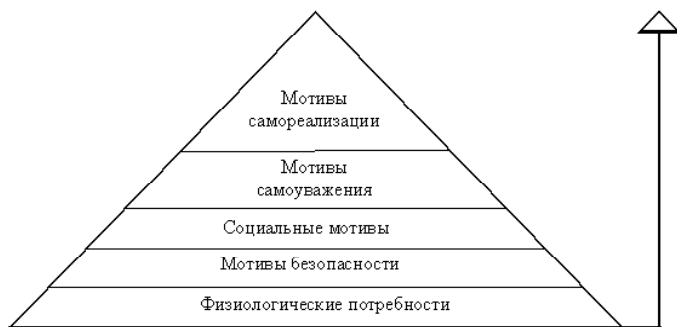 Мотивы
самореализации
Мотивы
самоуважения
Социальные мотивы
Мотивы безопасности
Физиологические потребности